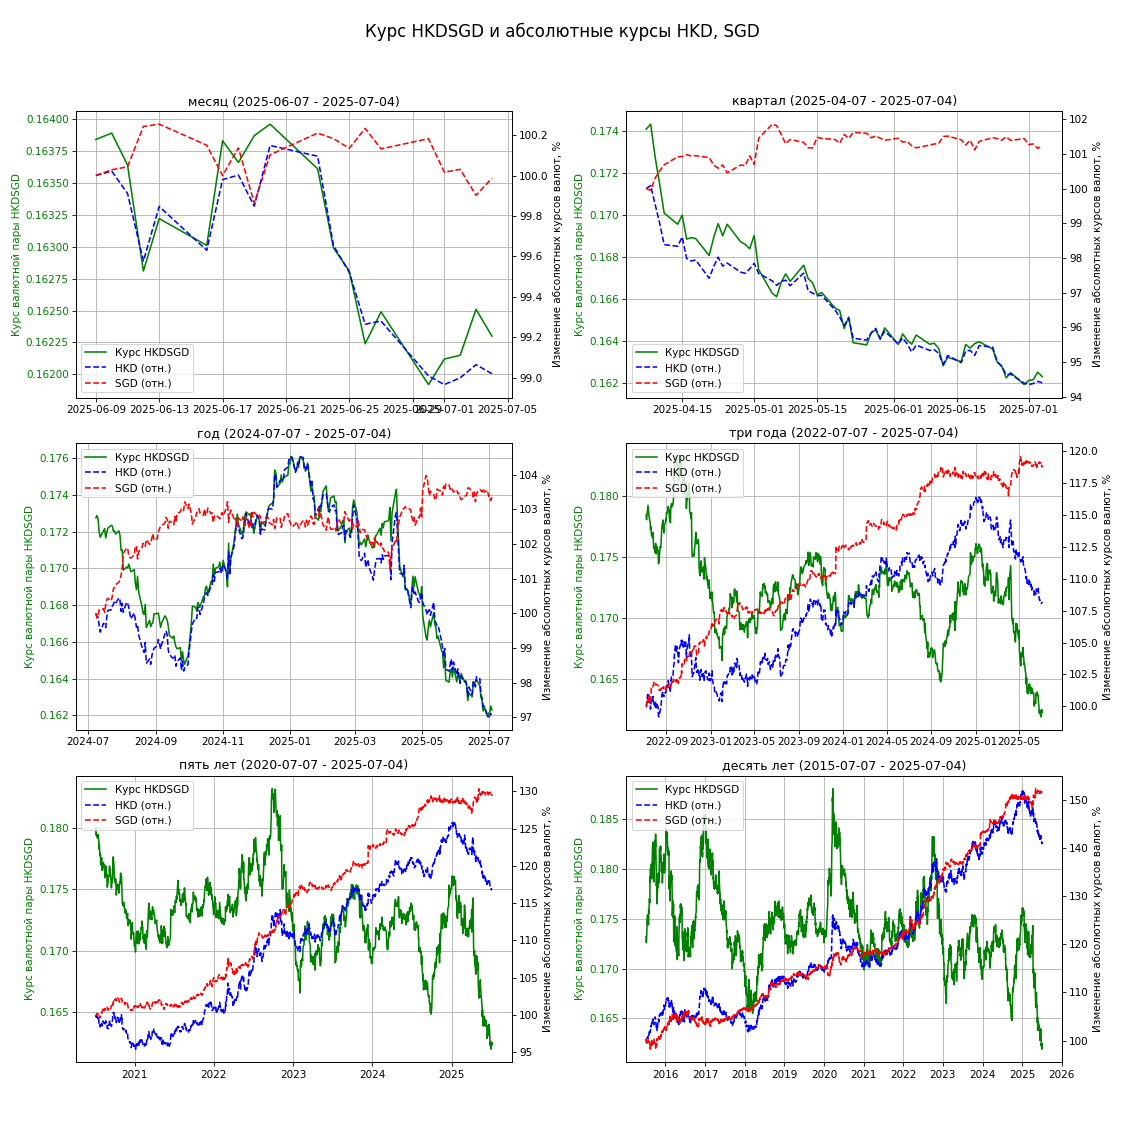 Курс HKDSGD и абсолютные курсы HKD, SGD
месяц (2025-06-07 - 2025-07-04)
Курс валютной пары HKDSGD
0.16400
0.16375
0.16350
0.16325
0.16300
0.16275
0.16250
0.16225
0.16200
Курс HKDSGD
HKD (отн.)
SGD (отн.)
2025-06-09 2025-06-13 2025-06-17 2025-06-21 2025-06-25 2025-06-29 2025-07-01 2025-07-05
100.2
100.0
99.8
99.6
99.4
99.2
99.0
Изменение абсолютных курсов валют, %
квартал (2025-04-07 - 2025-07-04)
Курс валютной пары HKDSGD
0.174
0.172
0.170
0.168
0.166
0.164
0.162
Курс HKDSGD
HKD (отн.)
SGD (отн.)
2025-04-15 2025-05-01 2025-05-15 2025-06-01 2025-06-15 2025-07-01
102
101
100
99
98
97
96
95
94
Изменение абсолютных курсов валют, %
год (2024-07-07 - 2025-07-04)
Курс валютной пары HKDSGD
0.176
0.174
0.172
0.170
0.168
0.166
0.164
0.162
Курс HKDSGD
HKD (отн.)
SGD (отн.)
2024-07 2024-09 2024-11 2025-01 2025-03 2025-05 2025-07
104
103
102
101
100
99
98
97
Изменение абсолютных курсов валют, %
три года (2022-07-07 - 2025-07-04)
Курс валютной пары HKDSGD
0.180
0.175
0.170
0.165
Курс HKDSGD
HKD (отн.)
SGD (отн.)
2022-09 2023-01 2023-05 2023-09 2024-01 2024-05 2024-09 2025-01 2025-05
120.0
117.5
115.0
112.5
110.0
107.5
105.0
102.5
100.0
Изменение абсолютных курсов валют, %
пять лет (2020-07-07 - 2025-07-04)
Курс валютной пары HKDSGD
0.180
0.175
0.170
0.165
Курс HKDSGD
HKD (отн.)
SGD (отн.)
2021 2022 2023 2024 2025
130
125
120
115
110
105
100
95
Изменение абсолютных курсов валют, %
десять лет (2015-07-07 - 2025-07-04)
Курс валютной пары HKDSGD
0.185
0.180
0.175
0.170
0.165
Курс HKDSGD
HKD (отн.)
SGD (отн.)
2016 2017 2018 2019 2020 2021 2022 2023 2024 2025 2026
150
140
130
120
110
100
Изменение абсолютных курсов валют, %